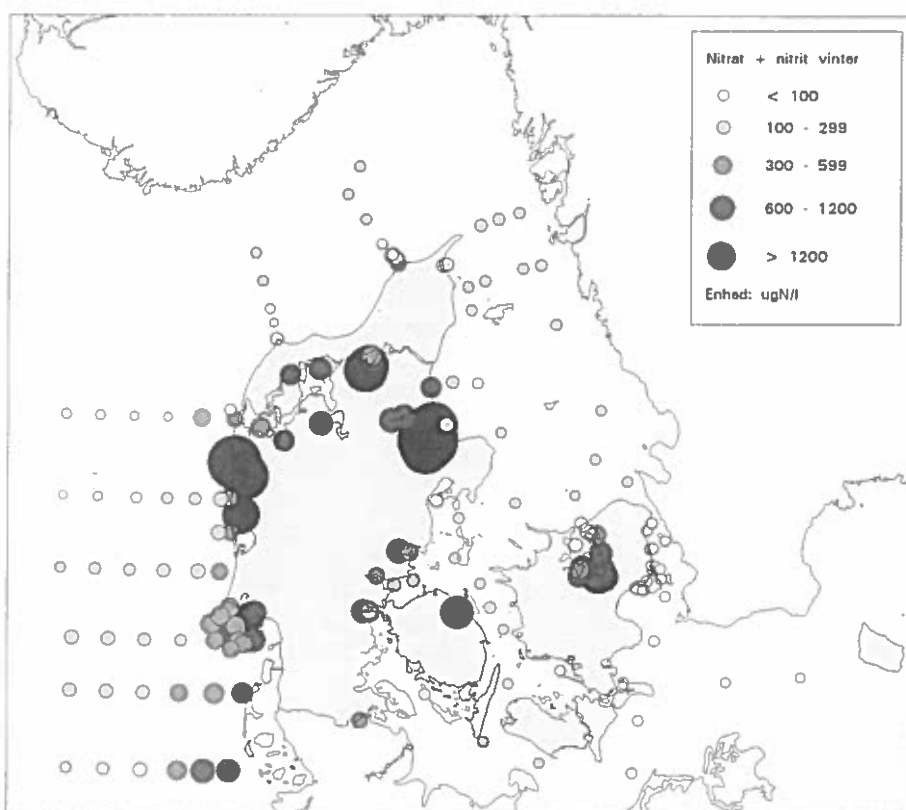 Nitrat + nitrit vinter
< 100
100 - 299
300 - 599
600 - 1200
> 1200
Enhed: ugN/l